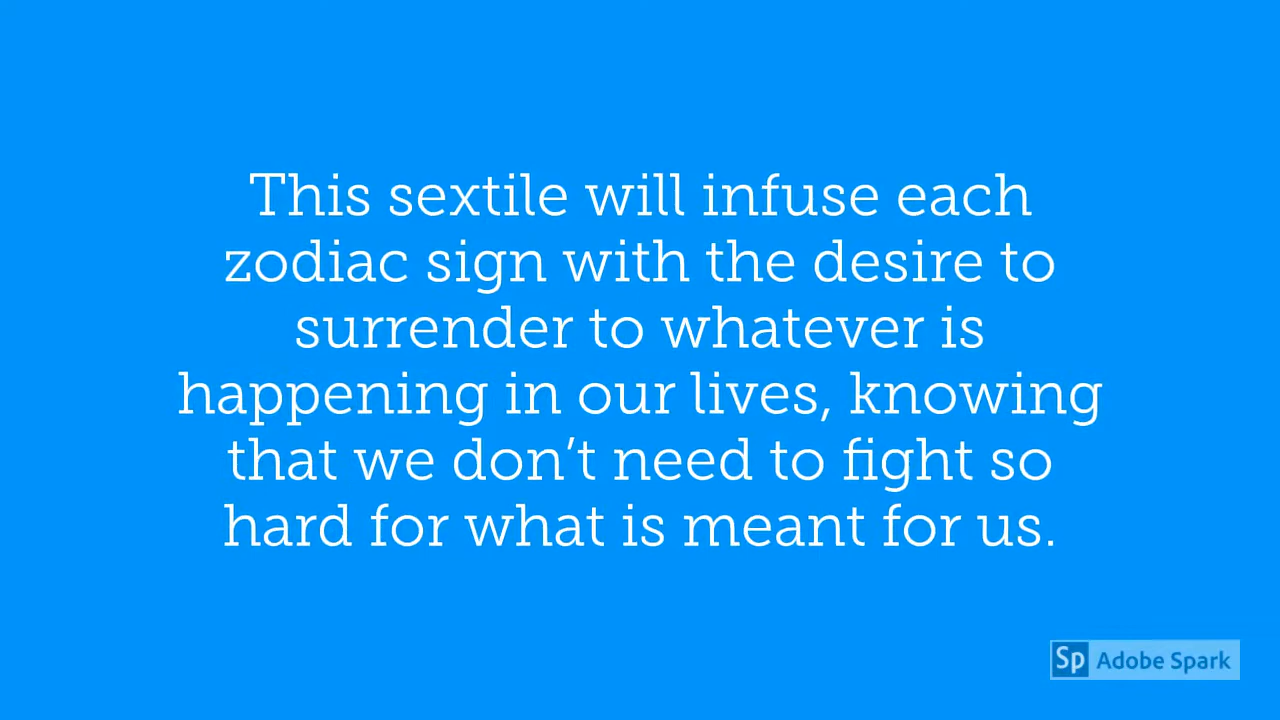 This sextile will infuse each
zodiac sign with the desire to
surrender to whatever is
happening in our lives, knowing
that we don’t need to fight so
hard for what is meant for us.
Sp Adobe Spark